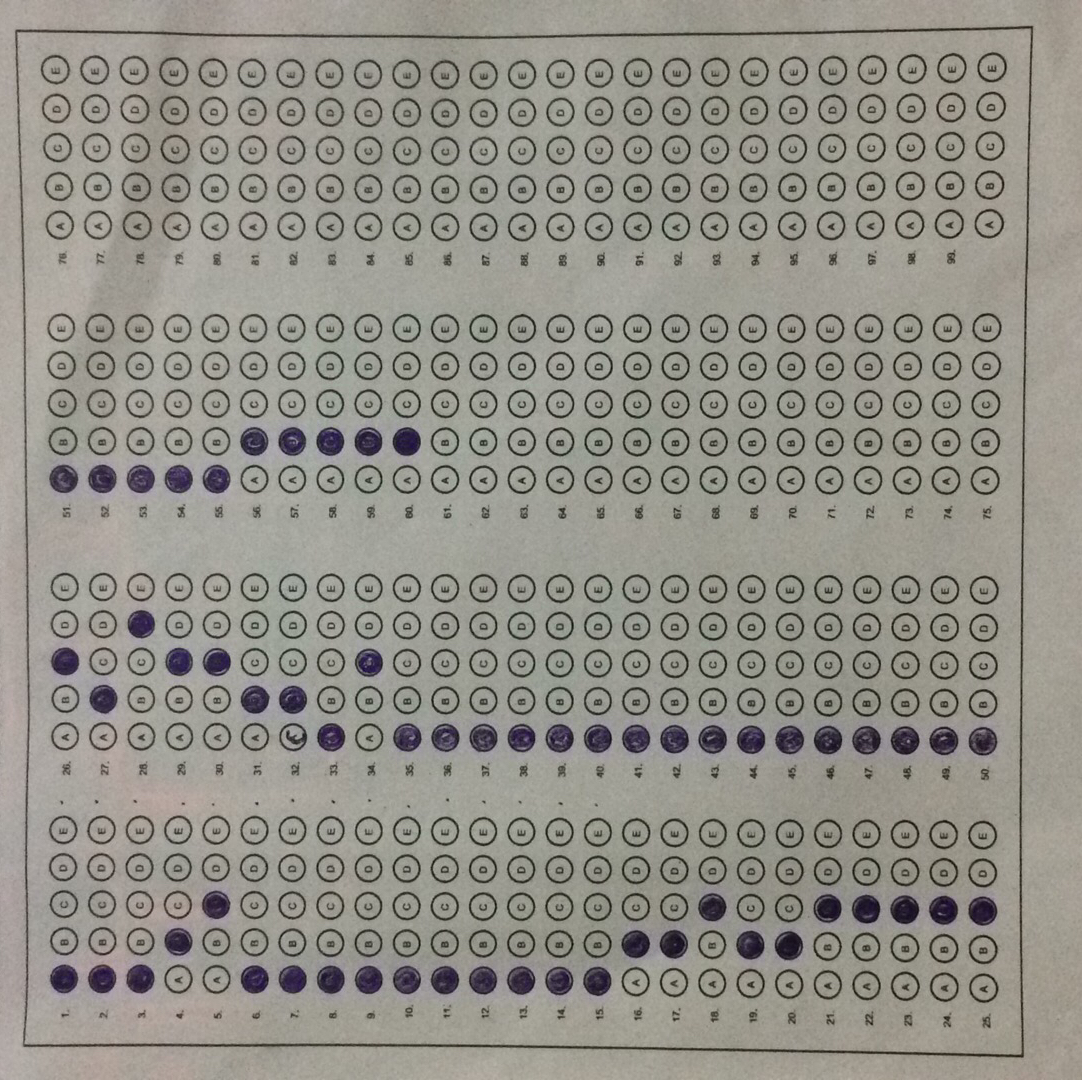 1. B C D E
2. B C D E
3. B C D E
4. A C D E
5. A B D E
6. B C D E
7. B C D E
8. B C D E
9. B C D E
10. B C D E
11. B C D E
12. B C D E
13. B C D E
14. B C D E
15. B C D E
16. A C D E
17. A C D E
18. A B D E
19. A C D E
20. A C D E
21. A B D E
22. A B D E
23. A B D E
24. A B D E
25. A B D E
26. A B D E
27. A C D E
28. A B C E
29. A B D E
30. A B D E
31. A C D E
32. C D E
33. B C D E
34. A B D E
35. B C D E
36. B C D E
37. B C D E
38. B C D E
39. B C D E
40. B C D E
41. B C D E
42. B C D E
43. B C D E
44. B C D E
45. B C D E
46. B C D E
47. B C D E
48. B C D E
49. B C D E
50. B C D E
51. B C D E
52. B C D E
53. B C D E
54. B C D E
55. B C D E
56. A C D E
57. A C D E
58. A C D E
59. A C D E
60. A C D E
61. A B C D E
62. A B C D E
63. A B C D E
64. A B C D E
65. A B C D E
66. A B C D E
67. A B C D E
68. A B C D E
69. A B C D E
70. A B C D E
71. A B C D E
72. A B C D E
73. A B C D E
74. A B C D E
75. A B C D E
76. A B C D E
77. A B C D E
78. A B C D E
79. A B C D E
80. A B C D E
81. A B C D E
82. A B C D E
83. A B C D E
84. A B C D E
85. A B C D E
86. A B C D E
87. A B C D E
88. A B C D E
89. A B C D E
90. A B C D E
91. A B C D E
92. A B C D E
93. A B C D E
94. A B C D E
95. A B C D E
96. A B C D E
97. A B C D E
98. A B C D E
99. A B C D E
A B C D E